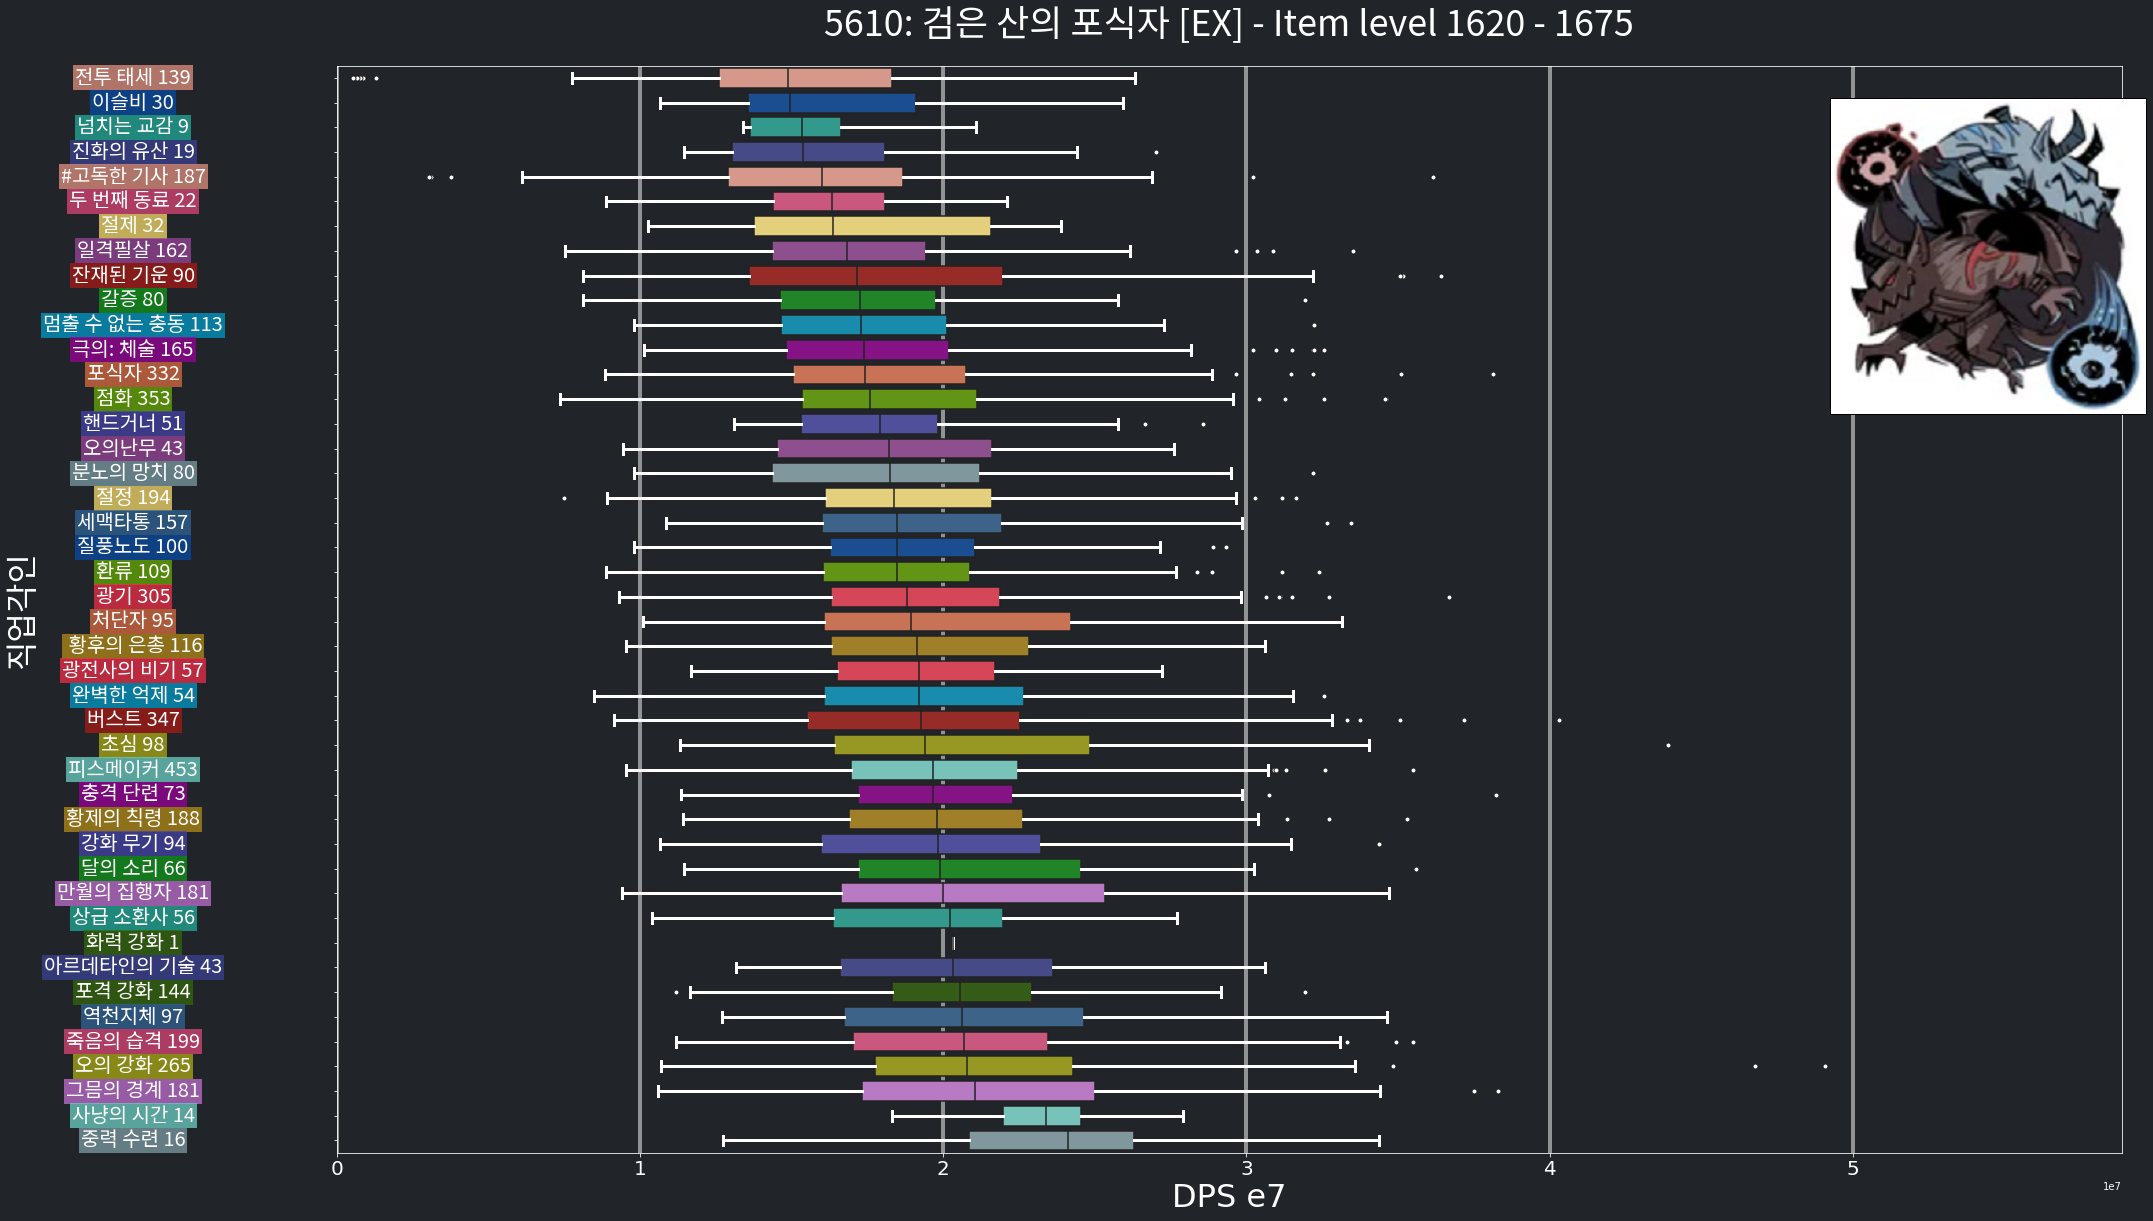 5610: 검은 산의 포식자 [EX] - Item level 1620 - 1675
전투 태세 139
이슬비 30
넘치는 교감 9
진화의 유산 19
#고독한 기사 187
두 번째 동료 22
절제 32
일격필살 162
잔재된 기운 90
갈증 80
멈출 수 없는 충동 113
극의: 체술 165
포식자 332
점화 353
핸드거너 51
오의난무 43
분노의 망치 80
절정 194
세맥타통 157
질풍노도 100
환류 109
광기 305
처단자 95
황후의 은총 116
광전사의 비기 57
완벽한 억제 54
버스트 347
초심 98
피스메이커 453
충격 단련 73
황제의 칙령 188
강화 무기 94
달의 소리 66
만월의 집행자 181
상급 소환사 56
화력 강화 1
아르데타인의 기술 43
포격 강화 144
역천지체 97
죽음의 습격 199
오의 강화 265
그믐의 경계 181
사냥의 시간 14
중력 수련 16
직업각인
0 1 2 3 4 5
DPS e7
1e7